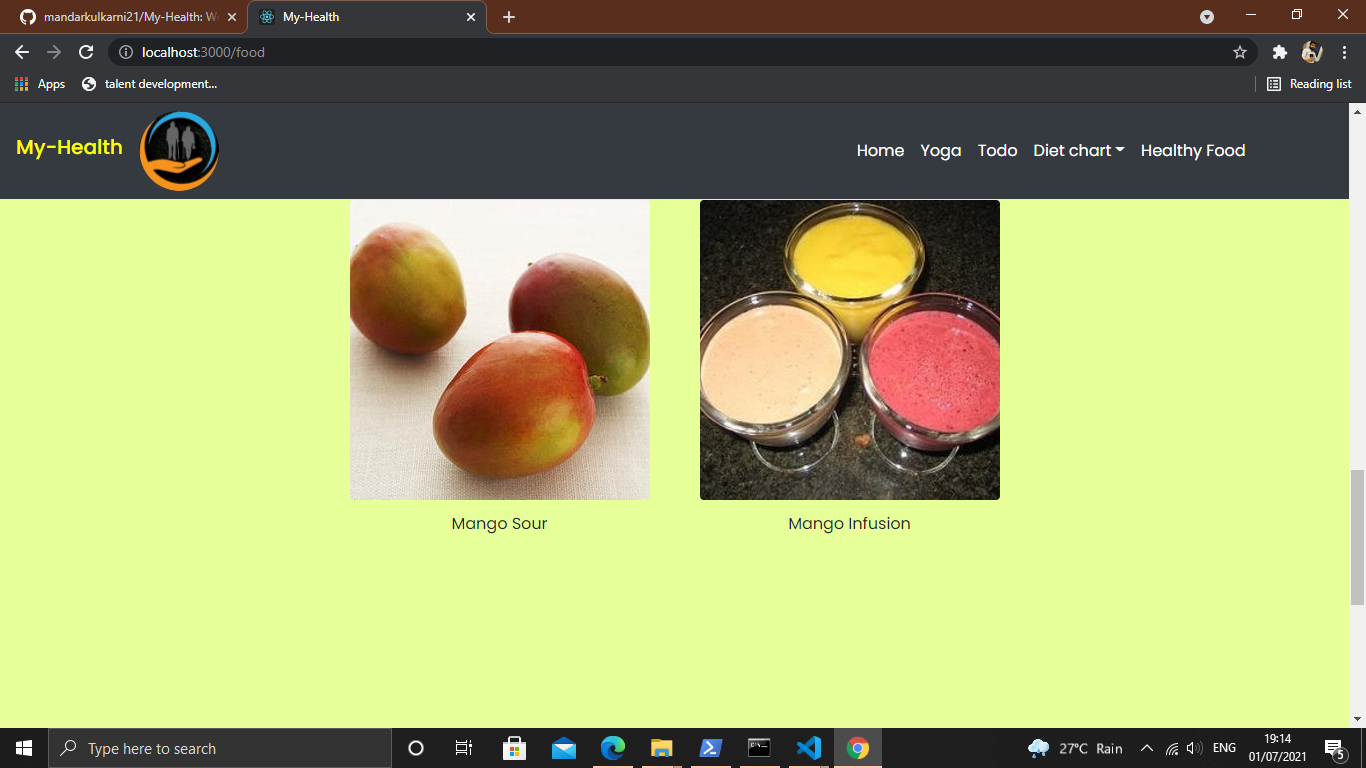 mandarkulkarni21/My-Health: W
My-Health
localhost:3000/food
Apps
talent development...
Reading list
My-Health
Home
Yoga
Todo
Diet chart
Healthy Food
Mango Sour
Mango Infusion
Type here to search
27°C Rain
ENG
19:14
01/07/2021
5